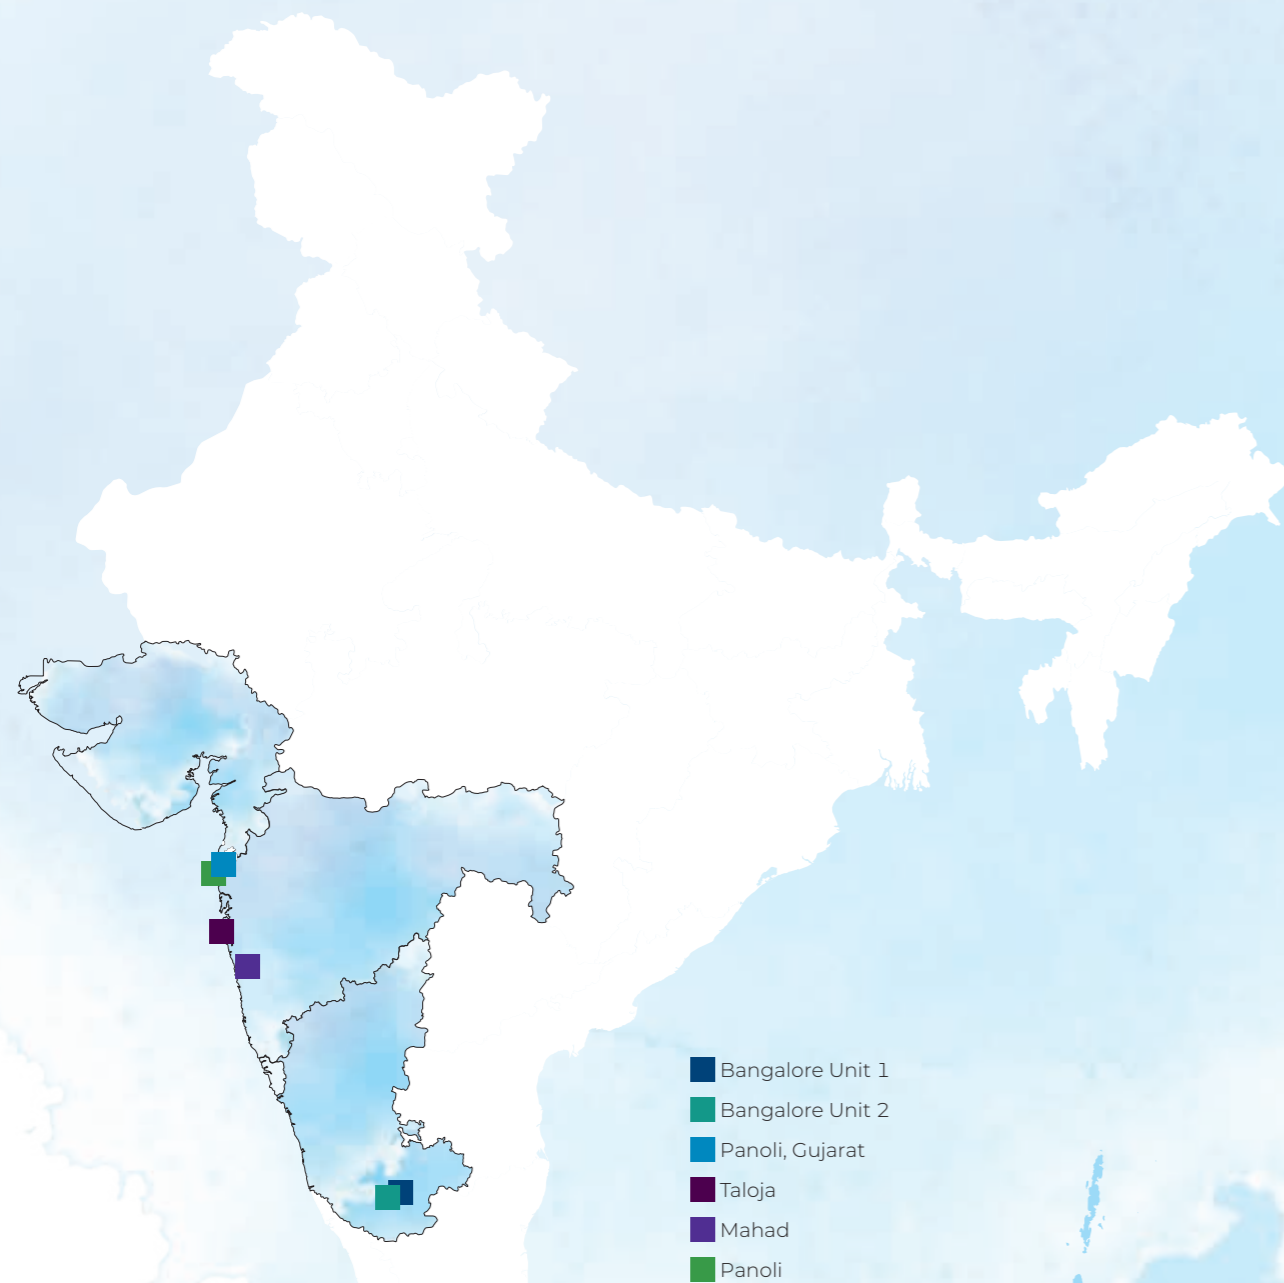 Bangalore Unit 1
Bangalore Unit 2
Panoli, Gujarat
Taloja
Mahad
Panoli